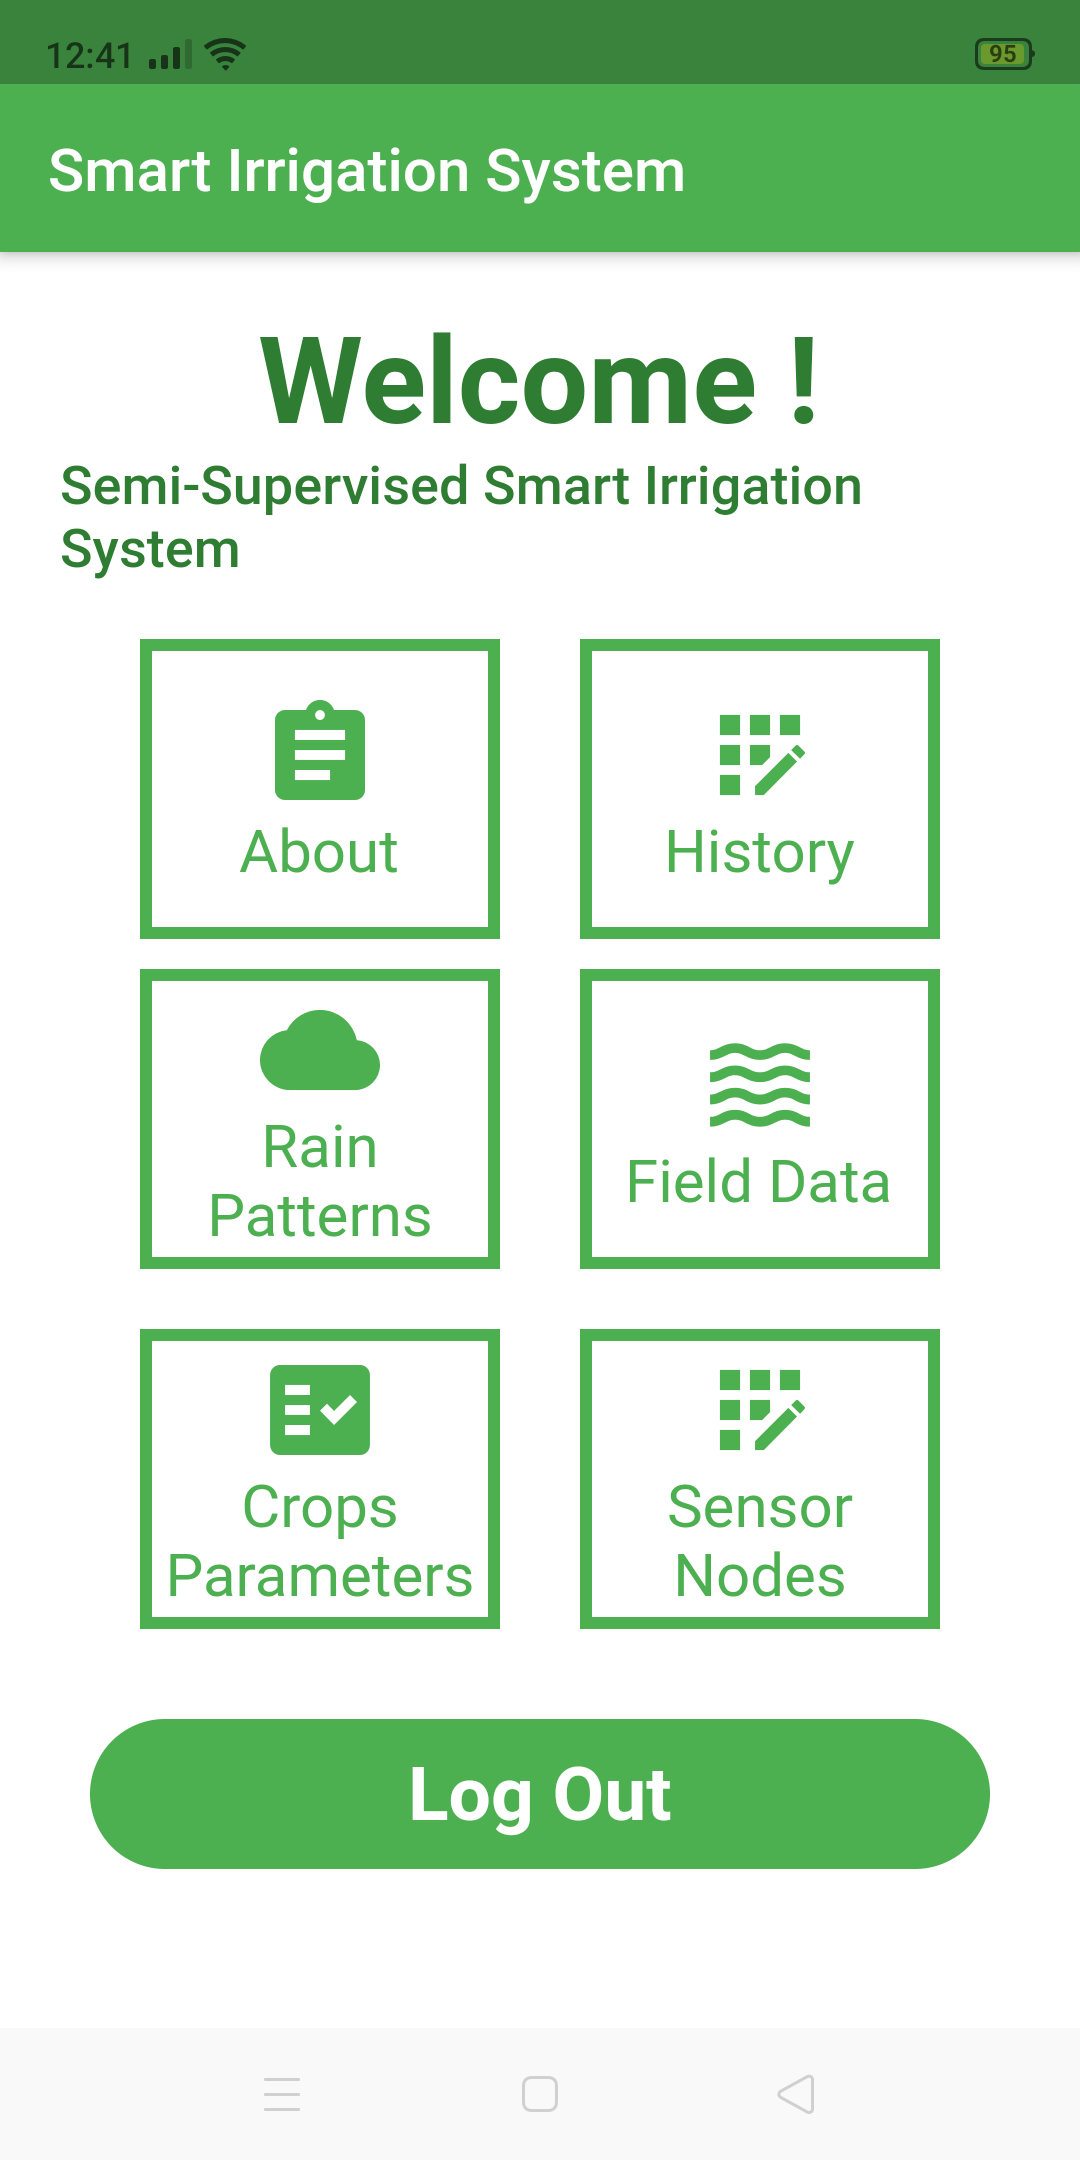 12:41
95
Smart Irrigation System
Welcome !
Semi-Supervised Smart Irrigation
System
About
History
Rain
Patterns
Field Data
Crops
Parameters
Sensor
Nodes
Log Out